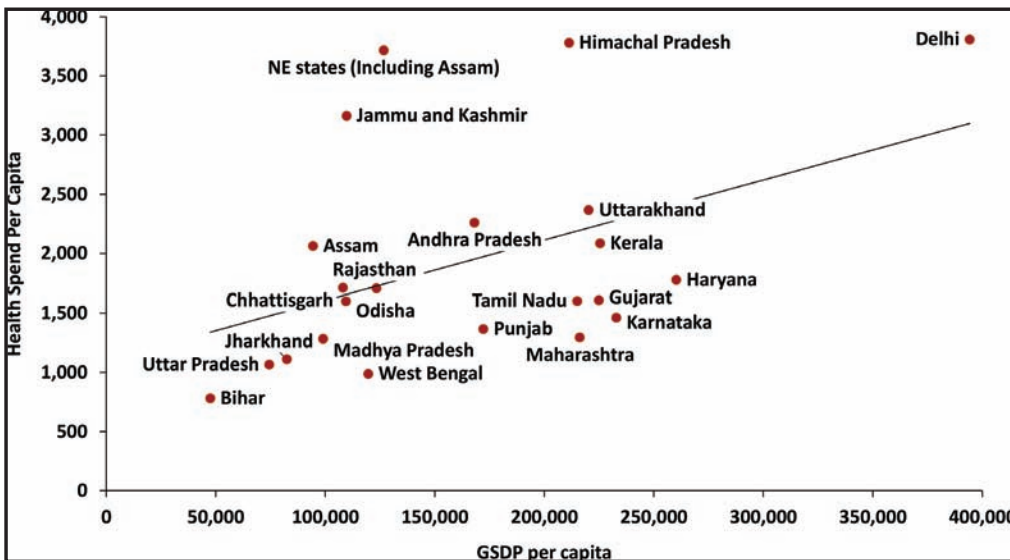 4,000
Himachal Pradesh
Delhi
3,500
NE states (Including Assam)
Jammu and Kashmir
3,000
2,500
Uttarakhand
Andhra Pradesh
Kerala
2,000
Assam
Rajasthan
Haryana
Chhattisgarh
Odisha
Tamil Nadu
Gujarat
1,500
Punjab
Karnataka
Jharkhand
Madhya Pradesh
Maharashtra
Uttar Pradesh
West Bengal
1,000
Bihar
500
0
Health Spend Per Capita
0 50,000 100,000 150,000 200,000 250,000 300,000 350,000 400,000
GSDP per capita